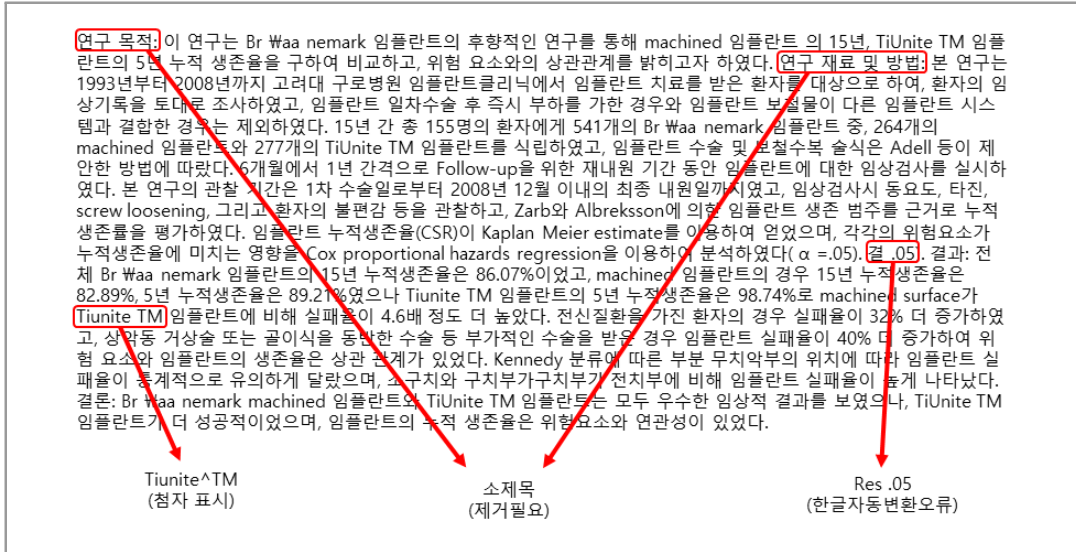 연구 목적: 이 연구는 Br ₩aa nemark 임플란트의 후향적인 연구를 통해 machined 임플란트 의 15년, TiUnite TM 임플
란트의 5년 누적 생존율을 구하여 비교하고, 위험 요소와의 상관관계를 밝히고자 하였다. 연구 재료 및 방법: 본 연구는
1993년부터 2008년까지 고려대 구로병원 임플란트클리닉에서 임플란트 치료를 받은 환자를 대상으로 하여, 환자의 임
상기록을 토대로 조사하였고, 임플란트 일차수술 후 즉시 부하를 가한 경우와 임플란트 보철물이 다른 임플란트 시스
템과 결합한 경우는 제외하였다. 15년 간 총 155명의 환자에게 541개의 Br ₩aa nemark 임플란트 중, 264개의
machined 임플란트와 277개의 TiUnite TM 임플란트를 식립하였고, 임플란트 수술 및 보철수복 술식은 Adell 등이 제
안한 방법에 따랐다. 6개월에서 1년 간격으로 Follow-up을 위한 재내원 기간 동안 임플란트에 대한 임상검사를 실시하
였다. 본 연구의 관찰 기간은 1차 수술일로부터 2008년 12월 이내의 최종 내원일까지였고, 임상검사시 동요도, 타진,
screw loosening, 그리고 환자의 불편감 등을 관찰하고, Zarb와 Albreksson에 의한 임플란트 생존 범주를 근거로 누적
생존률을 평가하였다. 임플란트 누적생존율(CSR)이 Kaplan Meier estimate를 이용하여 얻었으며, 각각의 위험요소가
누적생존율에 미치는 영향을 Cox proportional hazards regression을 이용하여 분석하였다( α =.05). 결 .05. 결과: 전
체 Br ₩aa nemark 임플란트의 15년 누적생존율은 86.07%이었고, machined 임플란트의 경우 15년 누적생존율은
82.89%, 5년 누적생존율은 89.21%였으나 Tiunite TM 임플란트의 5년 누적생존율은 98.74%로 machined surface가
Tiunite TM 임플란트에 비해 실패율이 4.6배 정도 더 높았다. 전신질환을 가진 환자의 경우 실패율이 32% 더 증가하였
고, 상악동 거상술 또는 골이식을 동반한 수술 등 부가적인 수술을 받은 경우 임플란트 실패율이 40% 더 증가하여 위
험 요소와 임플란트의 생존율은 상관 관계가 있었다. Kennedy 분류에 따른 부분 무치악부의 위치에 따라 임플란트 실
패율이 통계적으로 유의하게 달랐으며, 소구치와 구치부가구치부가 전치부에 비해 임플란트 실패율이 높게 나타났다.
결론: Br ₩aa nemark machined 임플란트와 TiUnite TM 임플란트는 모두 우수한 임상적 결과를 보였으나, TiUnite TM
임플란트가 더 성공적이었으며, 임플란트의 누적 생존율은 위험요소와 연관성이 있었다.
Tiunite^TM
(첨자 표시)
소제목
(제거필요)
Res .05
(한글자동변환오류)